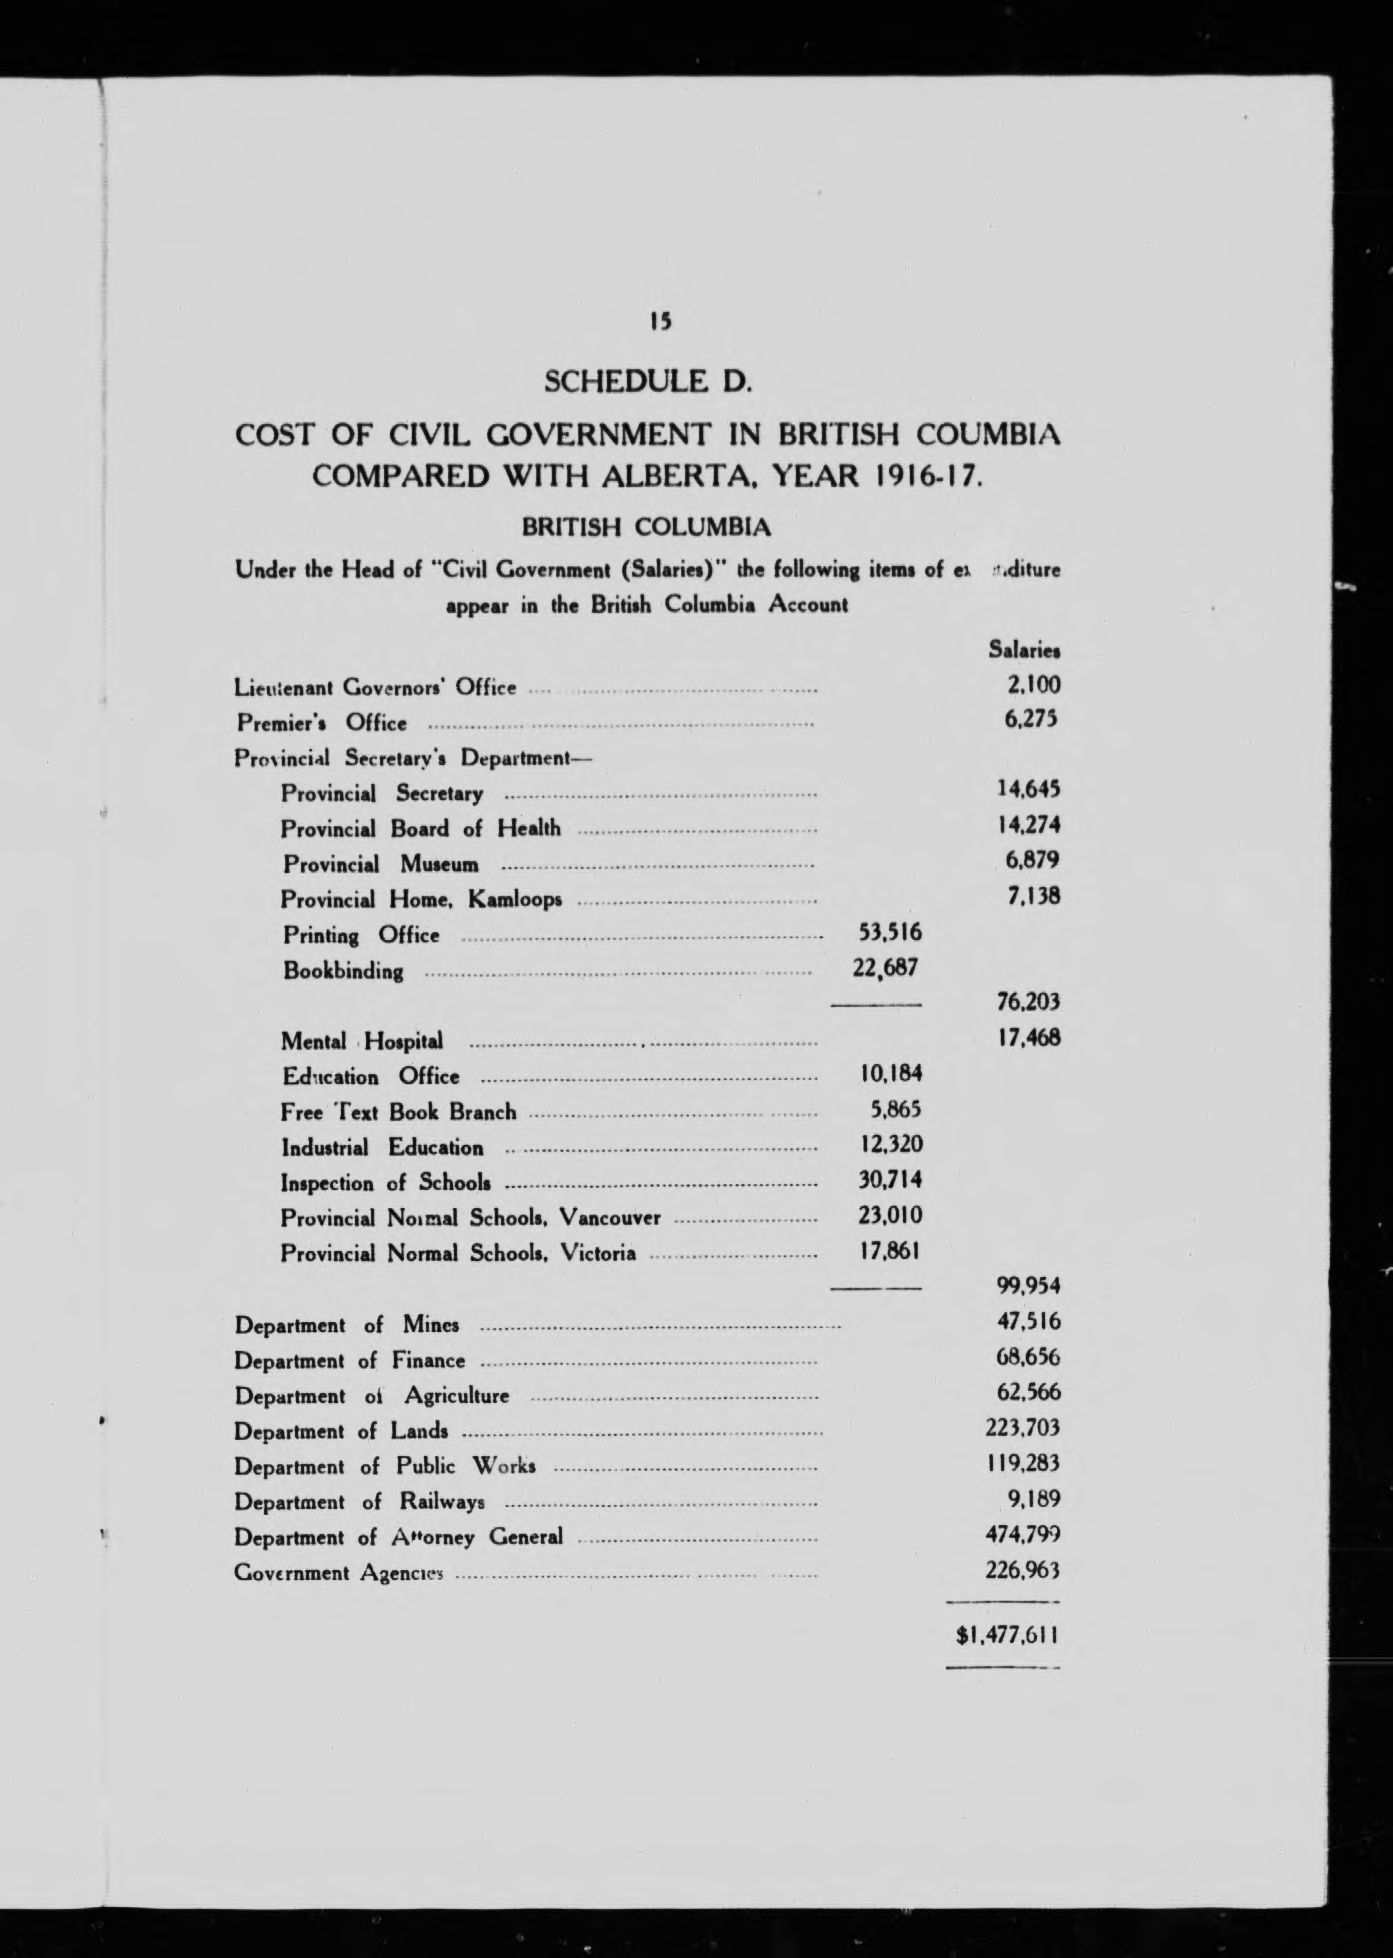 15
SCHEDULE D.
COST OF CIVIL GOVERNMENT IN BRITISH COUMBIA
COMPARED WITH ALBERTA, YEAR 1916-17.
BRITISH COLUMBIA
Under the Head of "Civil Government (Salaries)" the following items of
appear in the British Columbia Account
Salaries
Lieutenant Governors' Office 2,100
Premier's Office 6,275
Provincial Secretary's Department—
Provincial Secretary 14,645
Provincial Board of Health 14,274
Provincial Museum 6,879
Provincial Home, Kamloops 7,138
Printing Office 53,516
Bookbinding 22,687
76,203
Mental Hospital 17,468
Education Office 10,184
Free Text Book Branch 5,865
Industrial Education 12,320
Inspection of Schools 30,714
Provincial Normal Schools, Vancouver 23,010
Provincial Normal Schools, Victoria 17,861
99,954
Department of Mines 47,516
Department of Finance 68,656
Department of Agriculture 62,566
Department of Lands 223,703
Department of Public Works 119,283
Department of Railways 9,189
Department of Attorney General 474,799
Government Agencies 226,963
$1,477,611